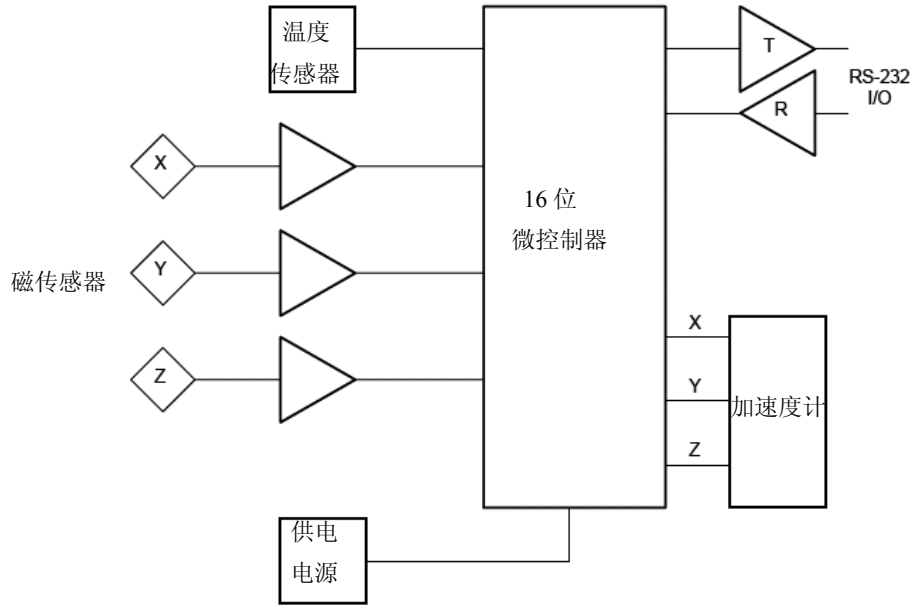 温度
传感器
T
RS-232
I/O
R
X
16 位
微控制器
Y
磁传感器
Z
X
Y
加速度计
Z
供电
电源